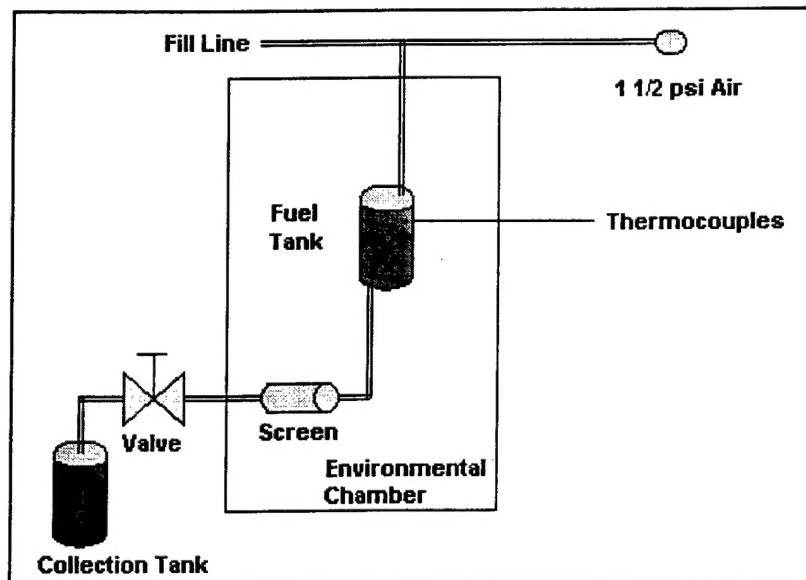 Fill Line
1 1/2 psi Air
Fuel
Tank
Thermocouples
Valve
Screen
Environmental
Chamber
Collection Tank